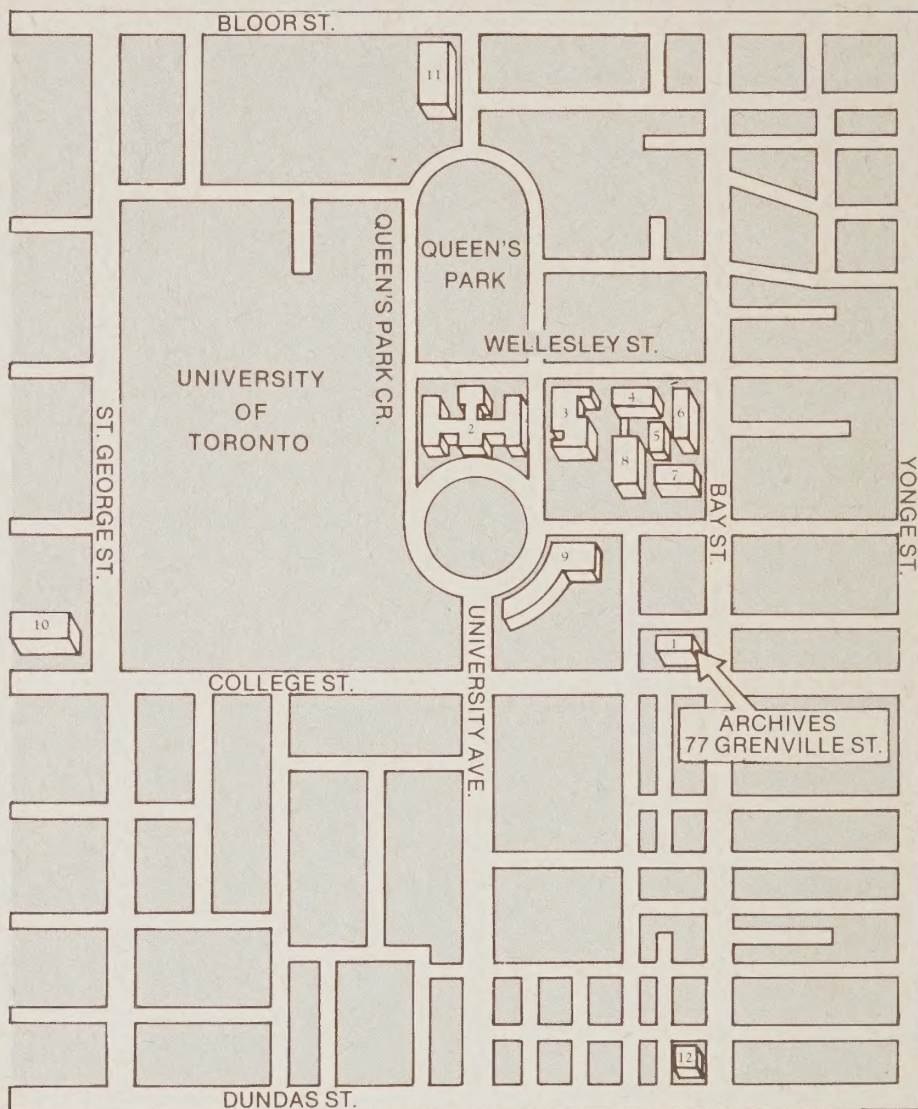 BLOOR ST.
11
QUEEN'S PARK CR.
QUEEN'S
PARK
WELLESLEY ST.
UNIVERSITY
OF
TORONTO
ST. GEORGE ST.
2
3
4
5
6
7
8
BAY ST.
YONGE ST.
9
10
UNIVERSITY AVE.
1
COLLEGE ST.
ARCHIVES
77 GRENVILLE ST.
12
DUNDAS ST.